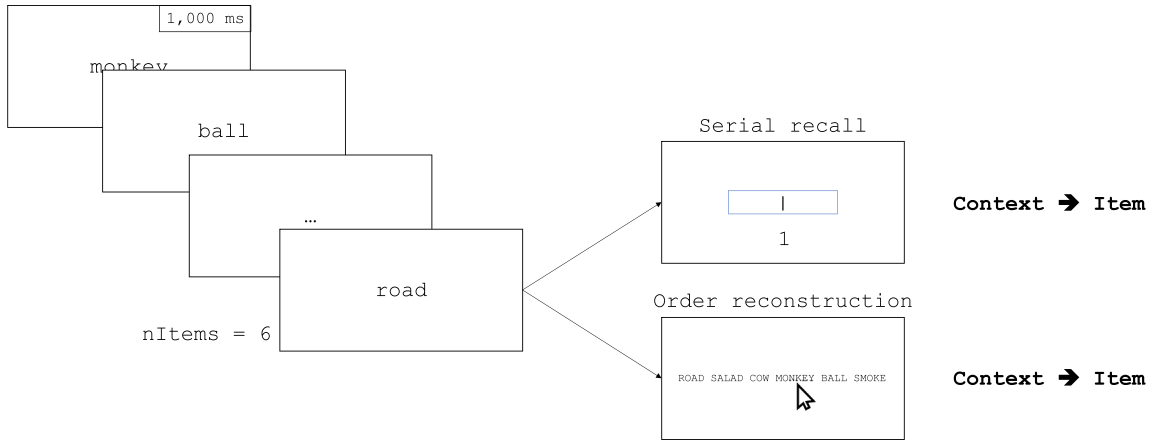 1,000 ms
monkey
ball
...
road
nItems = 6
Serial recall
|
1
Context ➔ Item
Order reconstruction
ROAD SALAD COW MONKEY BALL SMOKE
Context ➔ Item